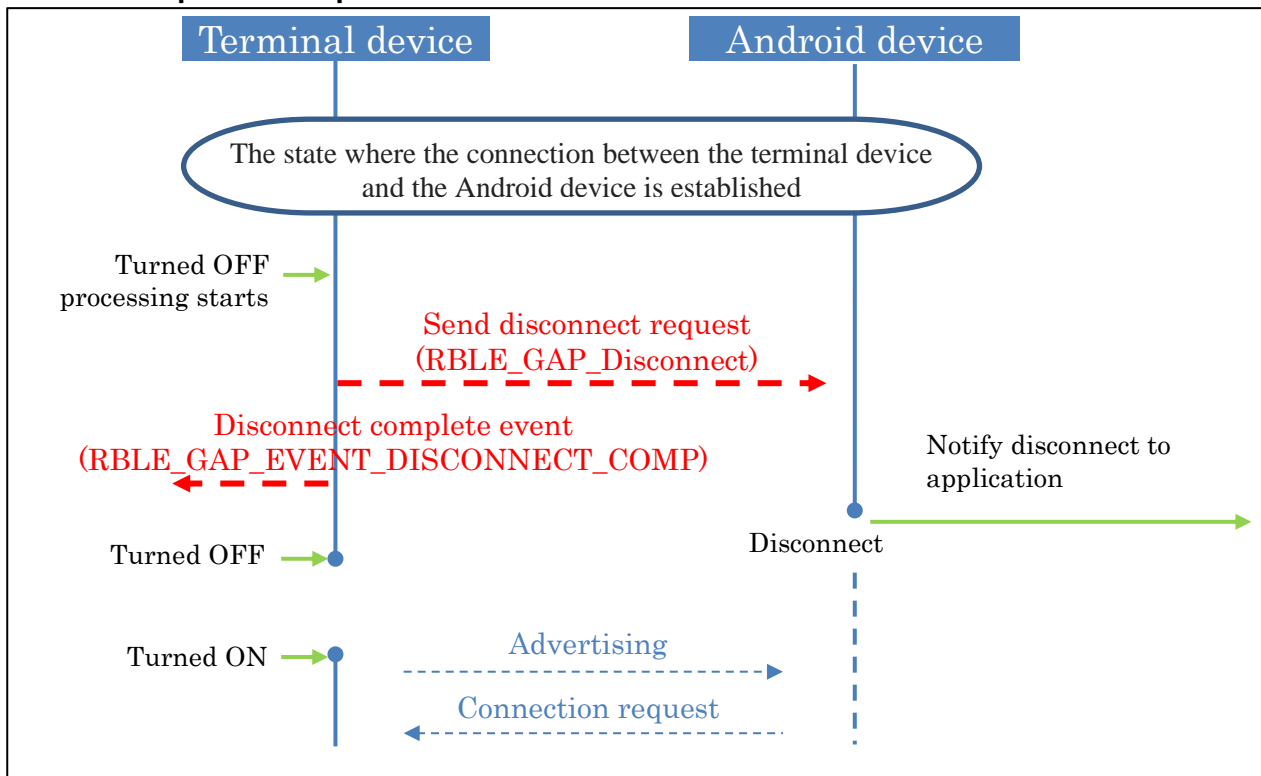 Terminal device
Android device
The state where the connection between the terminal device
and the Android device is established
Turned OFF
processing starts
Send disconnect request
(RBLE_GAP_Disconnect)
Disconnect complete event
(RBLE_GAP_EVENT_DISCONNECT_COMP)
Notify disconnect to
application
Disconnect
Turned OFF
Turned ON
Advertising
Connection request